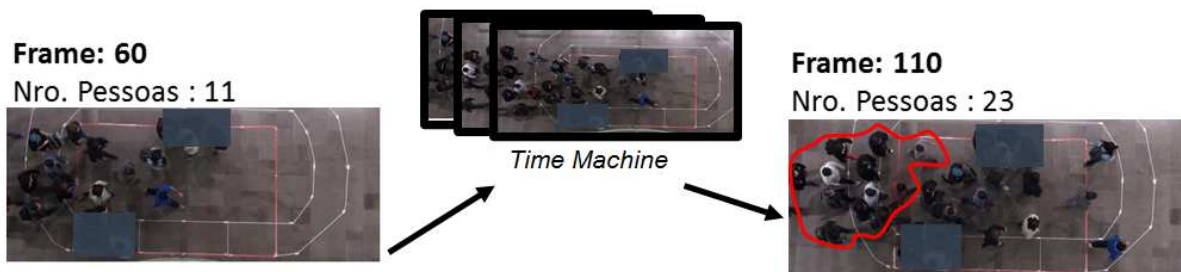 Frame: 60
Nro. Pessoas : 11
Time Machine
Frame: 110
Nro. Pessoas : 23